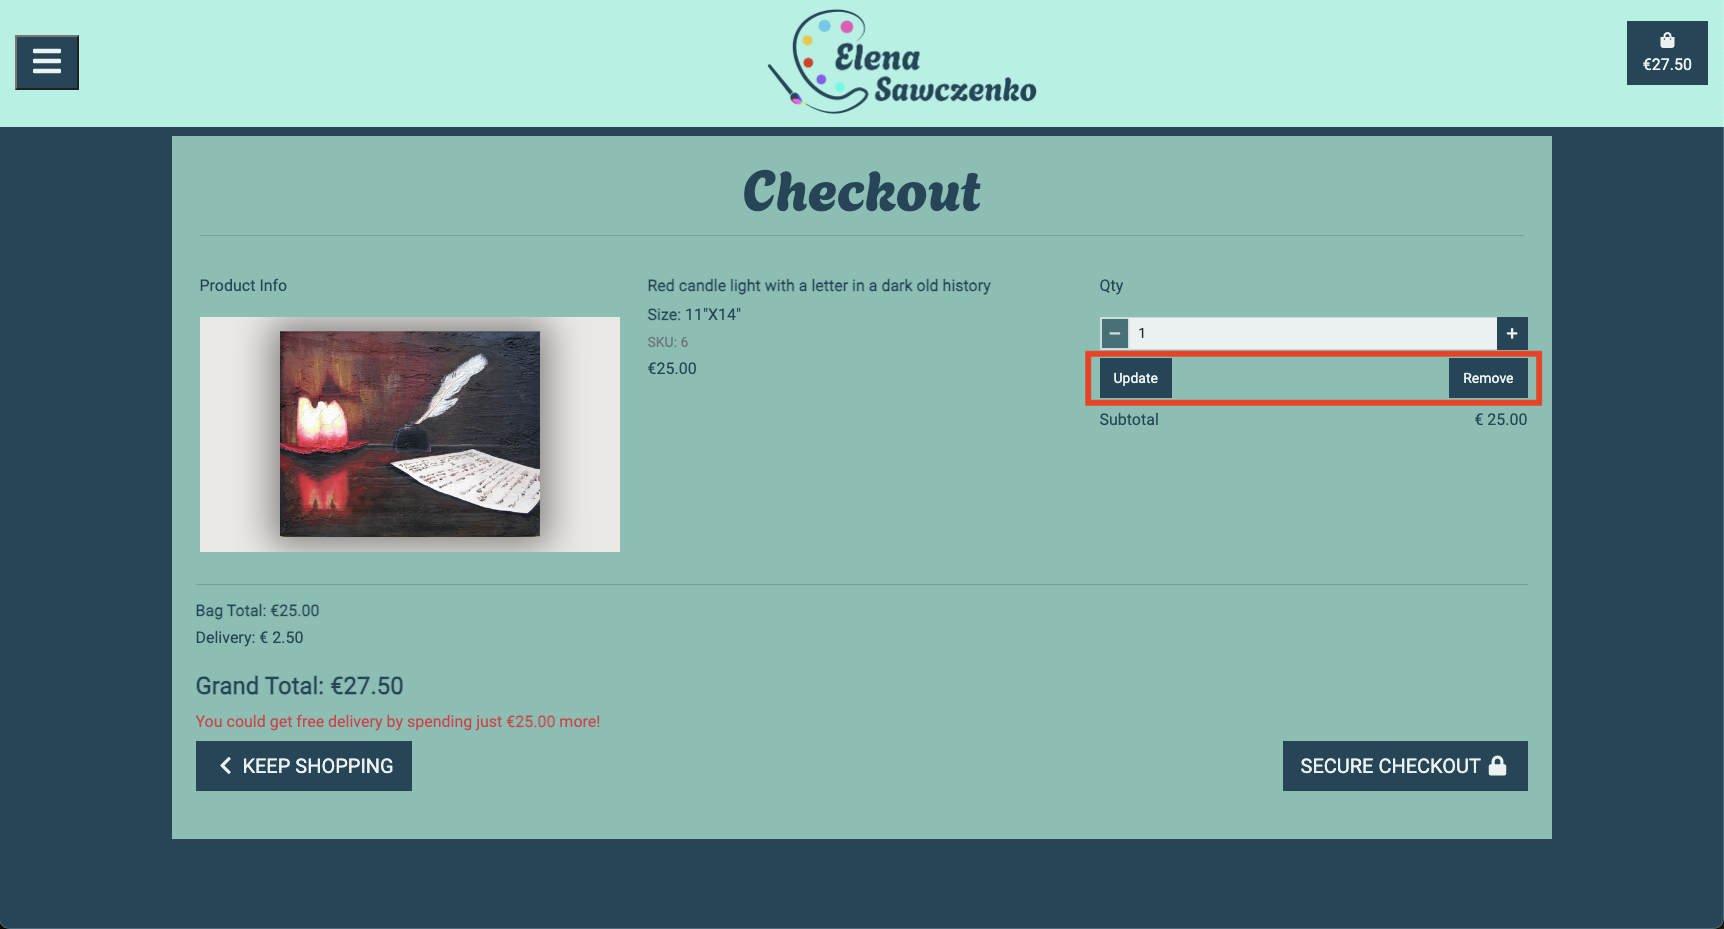 Elena
Sawczenko
€27.50
Checkout
Product Info
Red candle light with a letter in a dark old history
Size: 11"X14"
SKU: 6
€25.00
Qty
− 1 +
Update Remove
Subtotal € 25.00
Bag Total: €25.00
Delivery: € 2.50
Grand Total: €27.50
You could get free delivery by spending just €25.00 more!
KEEP SHOPPING
SECURE CHECKOUT